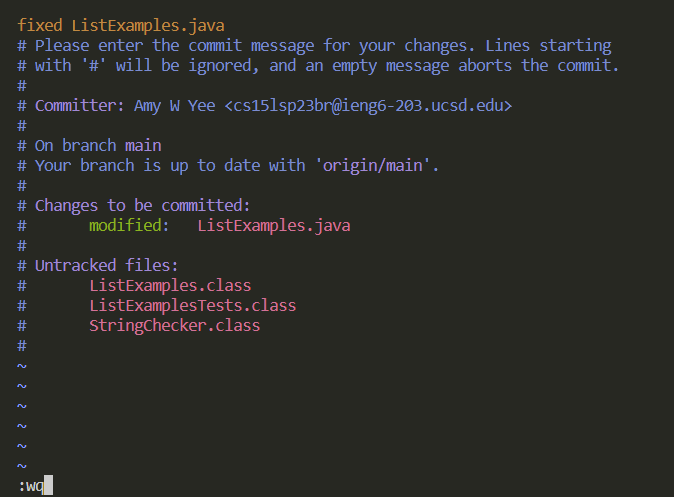 fixed ListExamples.java
# Please enter the commit message for your changes. Lines starting
# with '#' will be ignored, and an empty message aborts the commit.
#
# Committer: Amy W Yee <cs15lsp23br@ieng6-203.ucsd.edu>
#
# On branch main
# Your branch is up to date with 'origin/main'.
#
# Changes to be committed:
#       modified:   ListExamples.java
#
# Untracked files:
#       ListExamples.class
#       ListExamplesTests.class
#       StringChecker.class
#
~
~
~
~
~
~
:wq